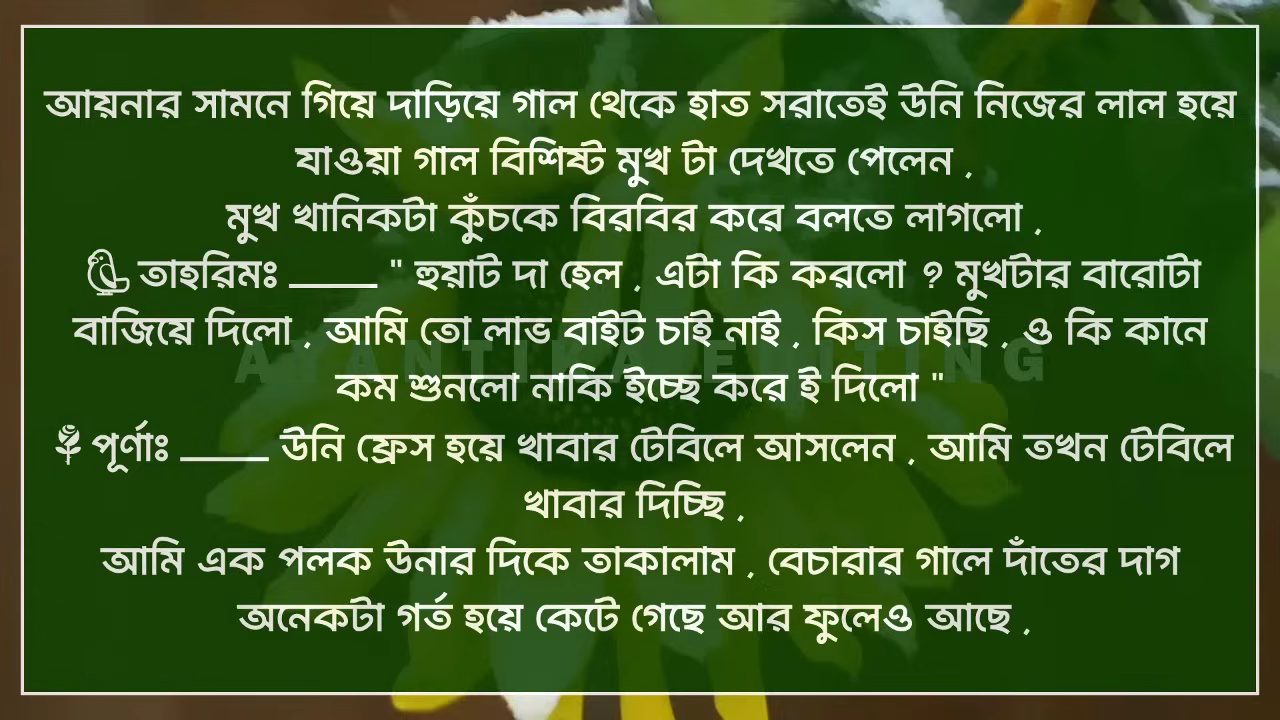 আয়নার সামনে গিয়ে দাড়িয়ে গাল থেকে হাত সরাতেই উনি নিজের লাল হয়ে
যাওয়া গাল বিশিষ্ট মুখ টা দেখতে পেলেন .
মুখ খানিকটা কুঁচকে বিরবির করে বলতে লাগলো .
তাহরিমঃ ____ " হুয়াট দা হেল . এটা কি করলো ? মুখটার বারোটা
বাজিয়ে দিলো . আমি তো লাভ বাইট চাই নাই . কিস চাইছি . ও কি কানে
কম শুনলো নাকি ইচ্ছে করে ই দিলো "
পূর্ণাঃ ____ উনি ফ্রেস হয়ে খাবার টেবিলে আসলেন . আমি তখন টেবিলে
খাবার দিচ্ছি .
আমি এক পলক উনার দিকে তাকালাম . বেচারার গালে দাঁতের দাগ
অনেকটা গর্ত হয়ে কেটে গেছে আর ফুলেও আছে .